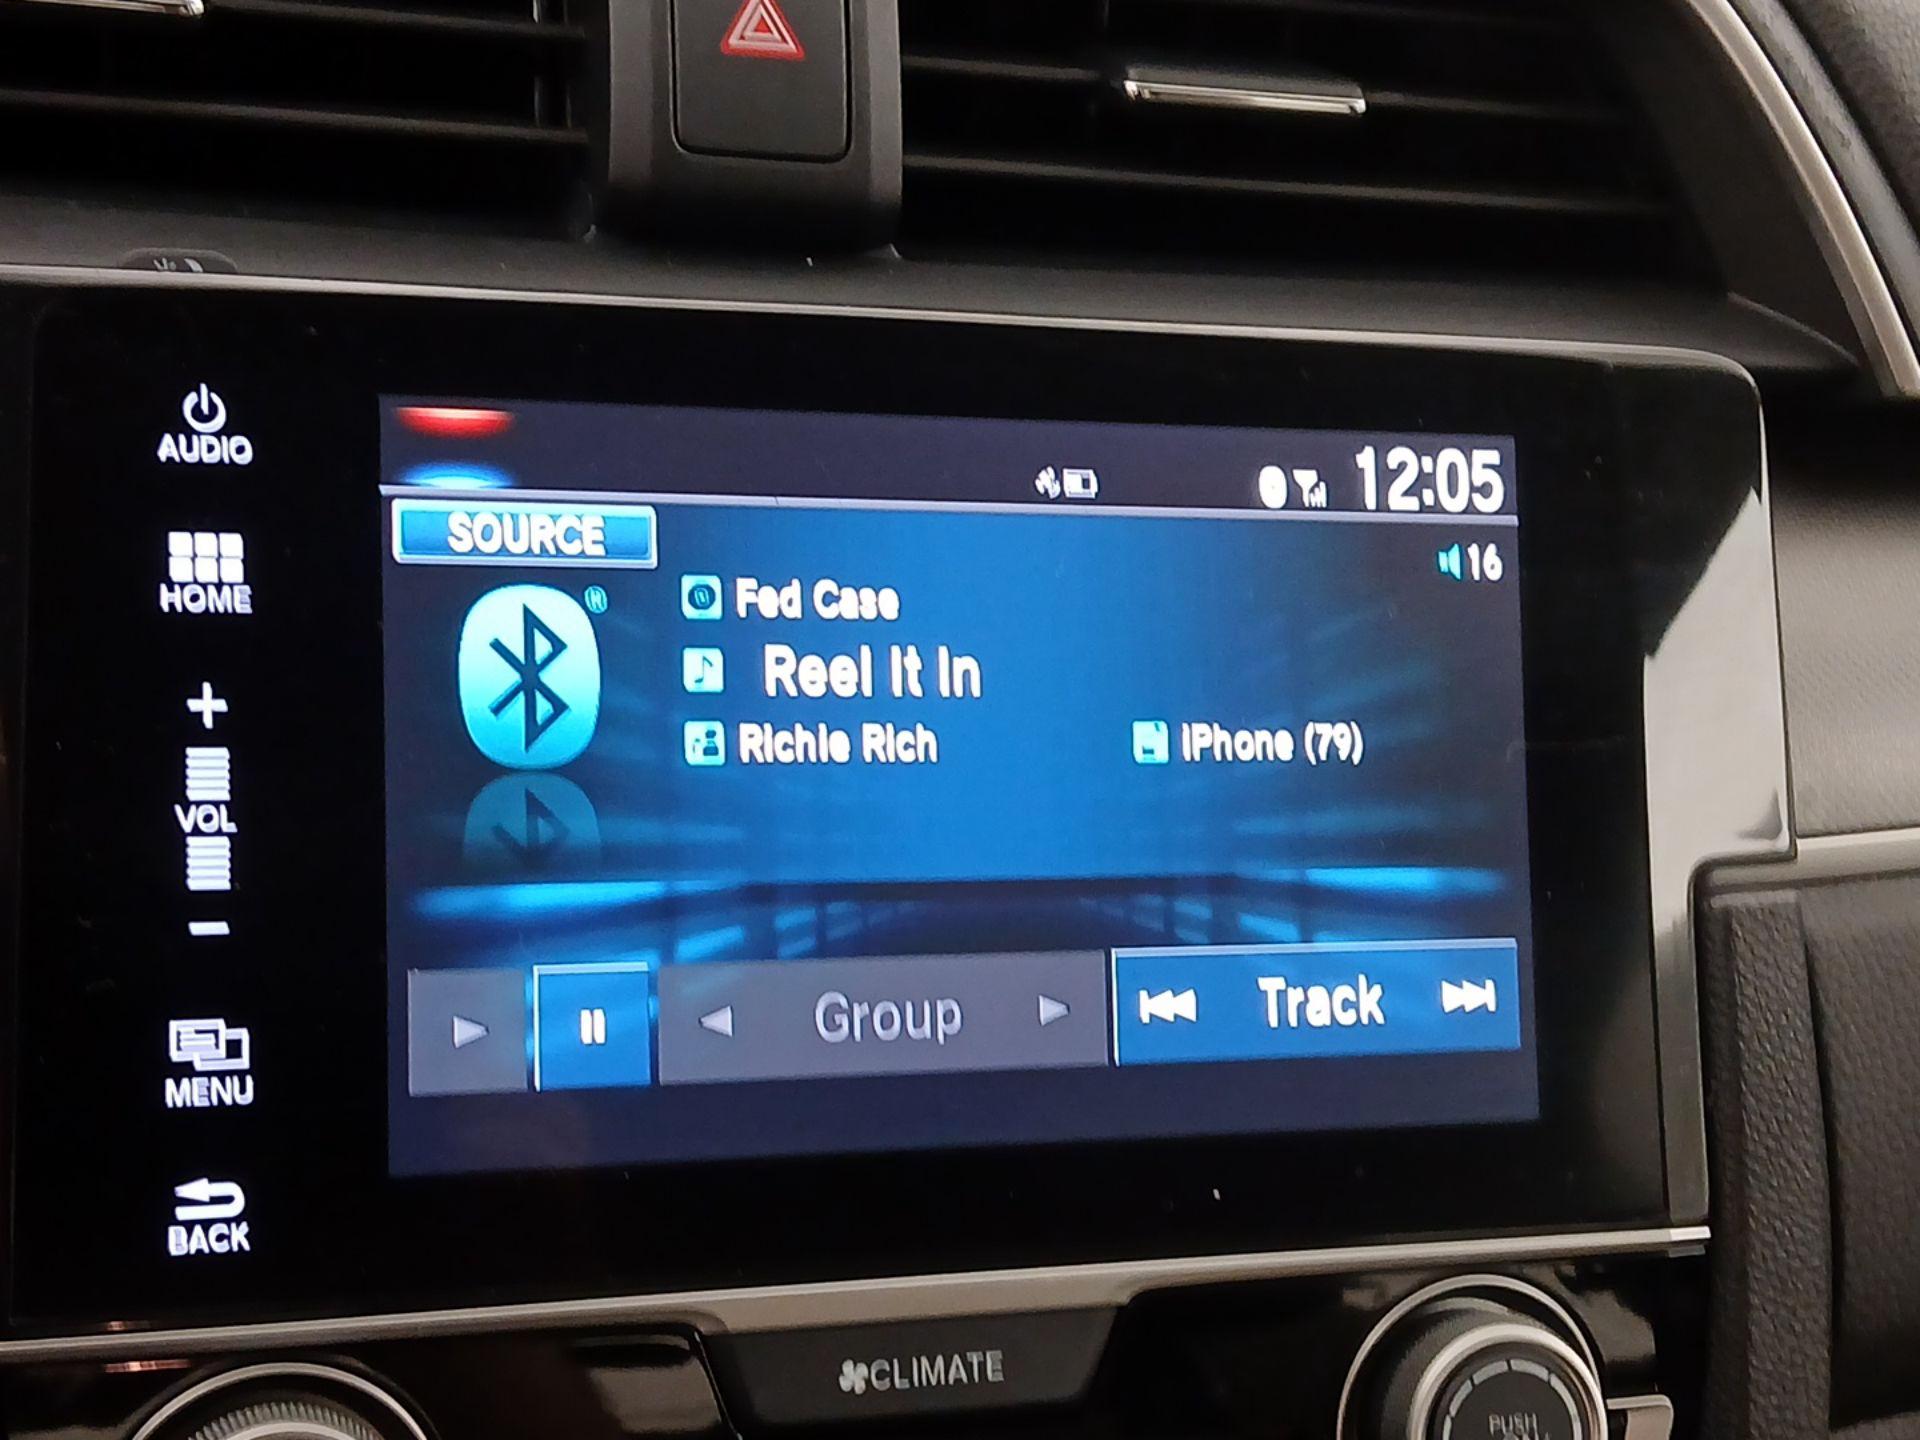 AUDIO
HOME
VOL
MENU
BACK
12:05
SOURCE
16
Fed Case
Reel It In
Richie Rich
iPhone (79)
Group
Track
CLIMATE
PUSH